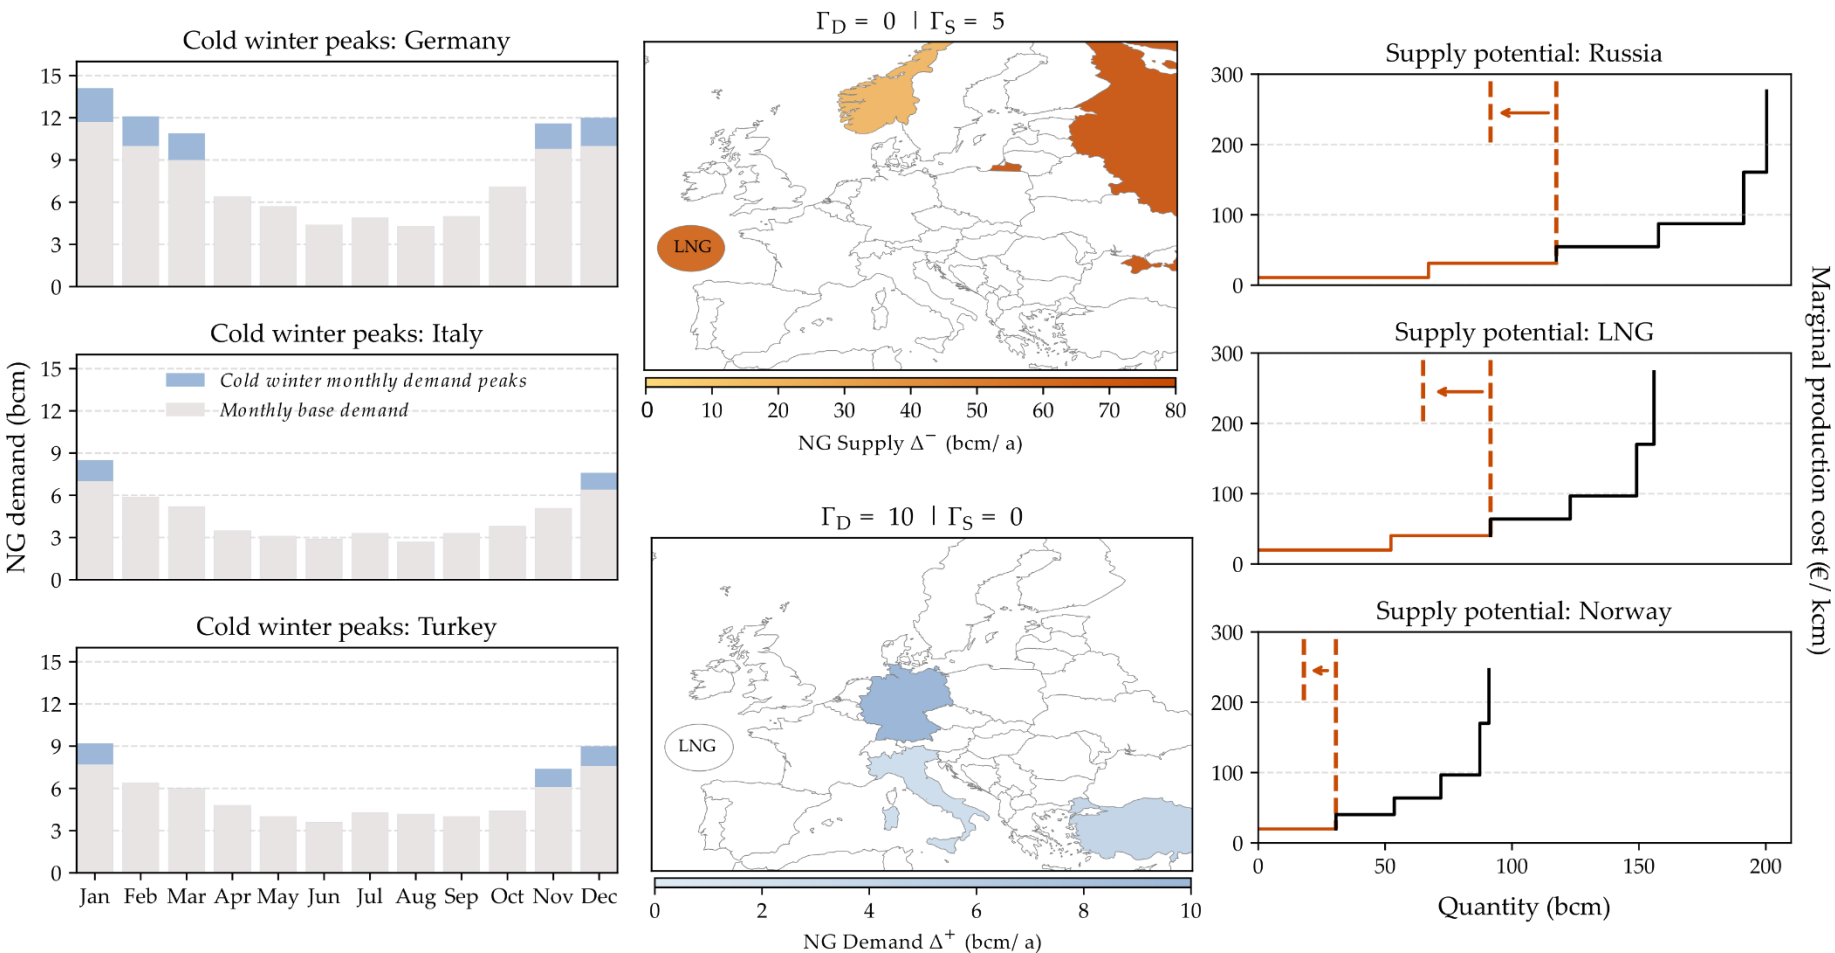 Cold winter peaks: Germany
15
12
9
6
3
0
Cold winter peaks: Italy
15
12
9
6
3
0
Cold winter monthly demand peaks
Monthly base demand
NG demand (bcm)
Cold winter peaks: Turkey
15
12
9
6
3
0
Jan Feb Mar Apr May Jun Jul Aug Sep Oct Nov Dec
Γ_D = 0 | Γ_S = 5
LNG
0 10 20 30 40 50 60 70 80
NG Supply Δ⁻ (bcm/ a)
Γ_D = 10 | Γ_S = 0
LNG
0 2 4 6 8 10
NG Demand Δ⁺ (bcm/ a)
Supply potential: Russia
300
200
100
0
Supply potential: LNG
300
200
100
0
Supply potential: Norway
300
200
100
0
0 50 100 150 200
Quantity (bcm)
Marginal production cost (€/ kcm)